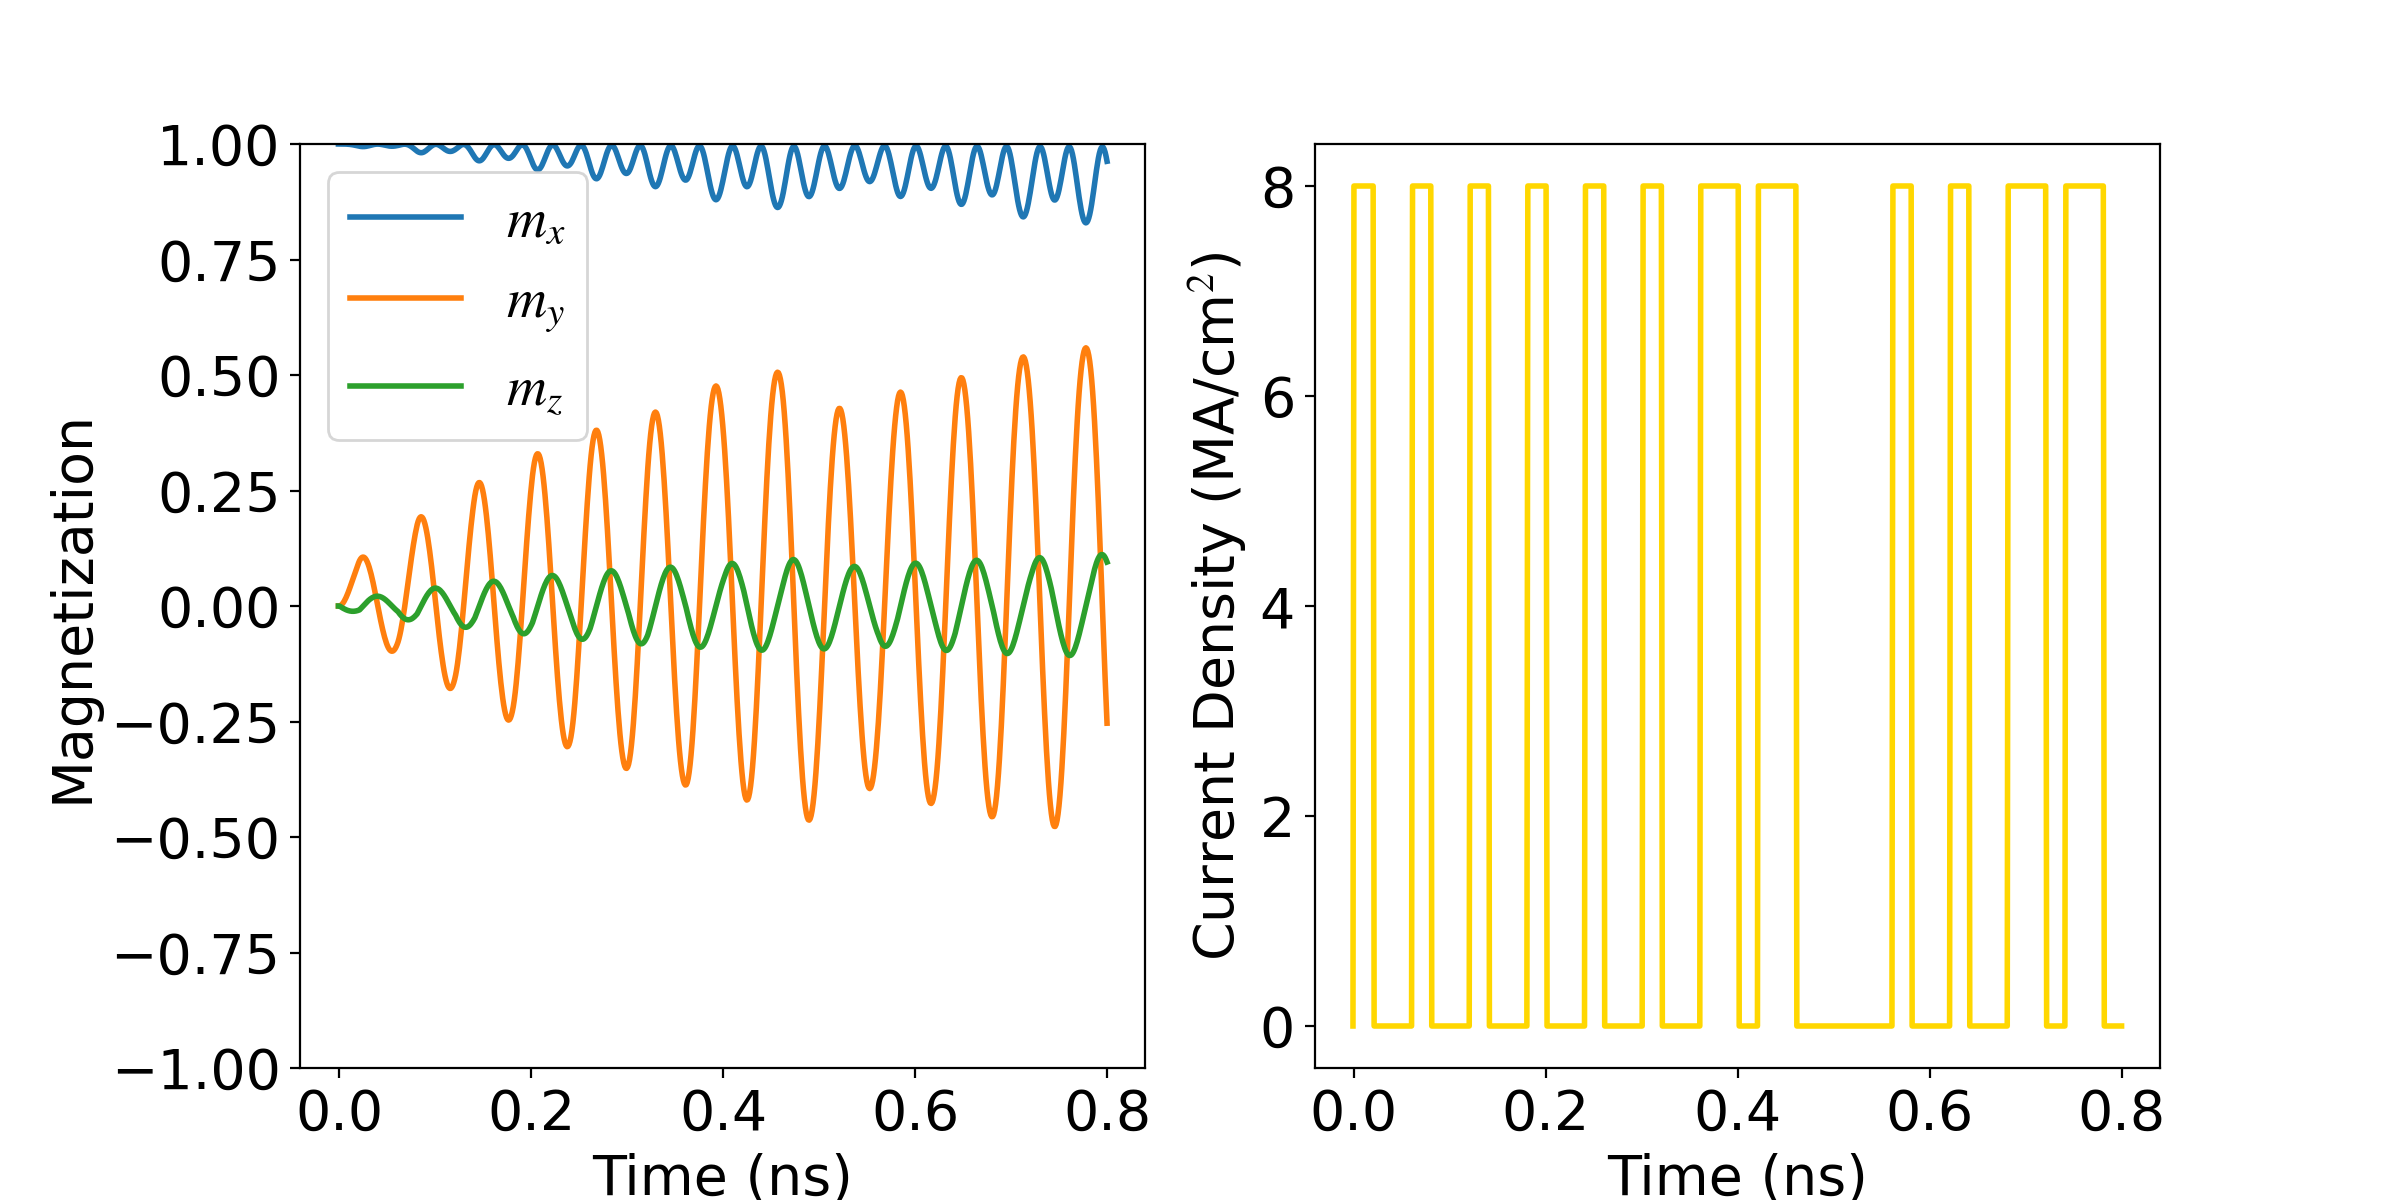 1.00
0.75
0.50
0.25
0.00
−0.25
−0.50
−0.75
−1.00
Magnetization
m_x
m_y
m_z
0.0 0.2 0.4 0.6 0.8
Time (ns)
8
6
4
2
0
Current Density (MA/cm²)
0.0 0.2 0.4 0.6 0.8
Time (ns)